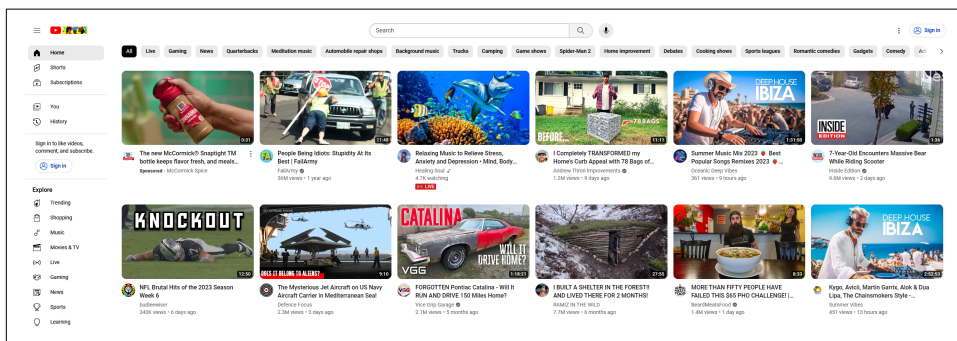 Search
Sign in
Home
Shorts
Subscriptions
You
History
Sign in to like videos,
comment, and subscribe.
Sign in
Explore
Trending
Shopping
Music
Movies & TV
Live
Gaming
News
Sports
Learning
All Live Gaming News Quarterbacks Meditation music Automobile repair shops Background music Trucks Camping Game shows Spider-Man 2 Home improvement Debates Cooking shows Sports leagues Romantic comedies Gadgets Comedy
0:31
The new McCormick® Snaptight TM
bottle keeps flavor fresh, and meals...
Sponsored · McCormick Spice
11:48
People Being Idiots: Stupidity At Its
Best | FailArmy
FailArmy
36M views • 1 year ago
Relaxing Music to Relieve Stress,
Anxiety and Depression • Mind, Body...
Healing Soul
4.7K watching
LIVE
BEFORE...
78 BAGS
11:11
I Completely TRANSFORMED my
Home's Curb Appeal with 78 Bags of...
Andrew Thron Improvements
1.2M views • 9 days ago
DEEP HOUSE
IBIZA
1:31:50
Summer Music Mix 2023 Best
Popular Songs Remixes 2023
Oceanic Deep Vibes
361 views • 9 hours ago
INSIDE
EDITION
1:36
7-Year-Old Encounters Massive Bear
While Riding Scooter
Inside Edition
9.6M views • 2 days ago
KNOCKOUT
12:50
NFL Brutal Hits of the 2023 Season
Week 6
budleewiser
243K views • 6 days ago
DOES IT BELONG TO ALIENS?
9:10
The Mysterious Jet Aircraft on US Navy
Aircraft Carrier in Mediterranean Sea!
Defence Focus
2.3M views • 3 days ago
CATALINA
WILL IT
DRIVE HOME?
VGG
1:18:21
FORGOTTEN Pontiac Catalina - Will It
RUN AND DRIVE 150 Miles Home?
Vice Grip Garage
2.1M views • 5 months ago
27:55
I BUILT A SHELTER IN THE FOREST!!
AND LIVED THERE FOR 2 MONTHS!
RAMIZ IN THE WILD
7.7M views • 6 months ago
8:33
MORE THAN FIFTY PEOPLE HAVE
FAILED THIS $65 PHO CHALLENGE! |...
BeardMeatsFood
1.4M views • 1 day ago
DEEP HOUSE
IBIZA
2:52:53
Kygo, Avicii, Martin Garrix, Alok & Dua
Lipa, The Chainsmokers Style -...
Summer Vibes
451 views • 13 hours ago